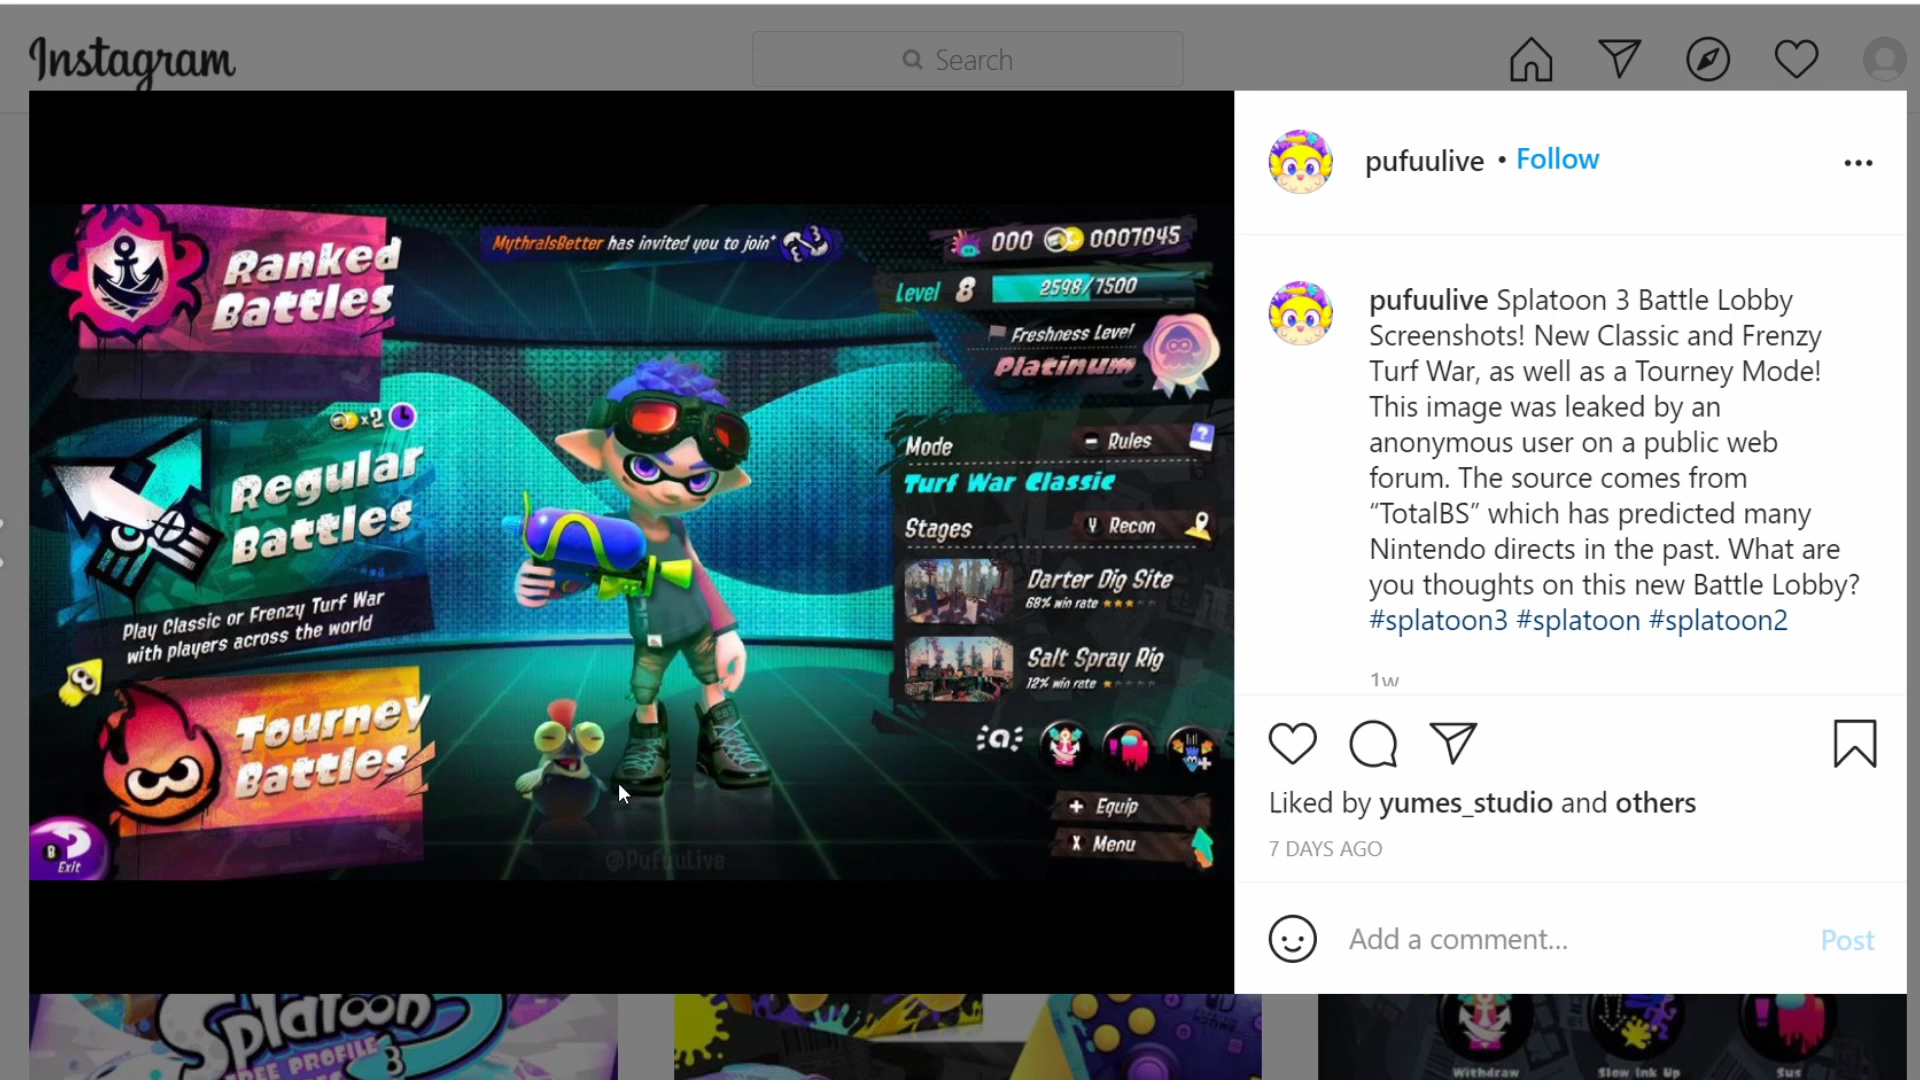 Instagram
Search
Ranked
Battles
MythralsBetter has invited you to join
000 0007045
Level 8 2598/7500
Freshness Level
Platinum
x2
Regular
Battles
Play Classic or Frenzy Turf War
with players across the world
Mode
Rules
Turf War Classic
Stages
Y Recon
Darter Dig Site
68% win rate
Salt Spray Rig
12% win rate
Tourney
Battles
Equip
X Menu
B
Exit
@PufuuLive
pufuulive • Follow
pufuulive Splatoon 3 Battle Lobby
Screenshots! New Classic and Frenzy
Turf War, as well as a Tourney Mode!
This image was leaked by an
anonymous user on a public web
forum. The source comes from
“TotalBS” which has predicted many
Nintendo directs in the past. What are
you thoughts on this new Battle Lobby?
#splatoon3 #splatoon #splatoon2
1w
Liked by yumes_studio and others
7 DAYS AGO
Add a comment...
Post
Splatoon 3
FREE PROFILE
Withdraw
Slow Ink Up
Sus